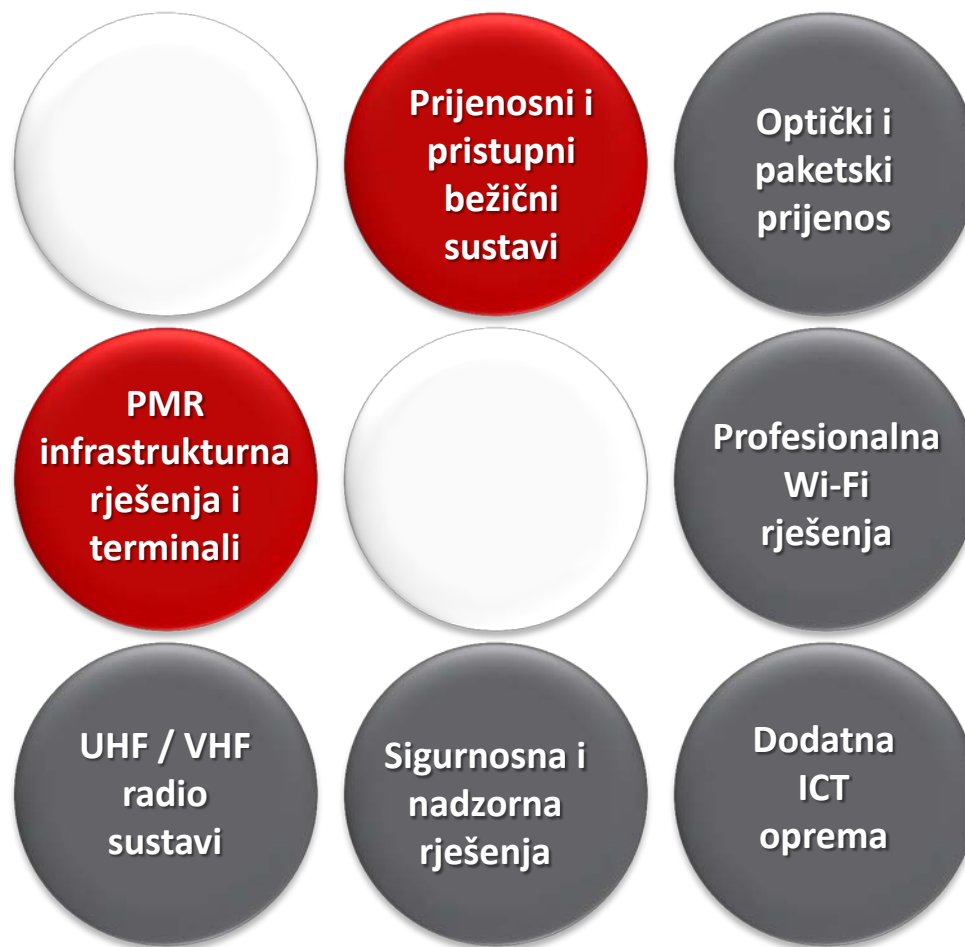 Prijenosni i
pristupni
bežični
sustavi
Optički i
paketski
prijenos
PMR
infrastrukturna
rješenja i
terminali
Profesionalna
Wi-Fi
rješenja
UHF / VHF
radio
sustavi
Sigurnosna i
nadzorna
rješenja
Dodatna
ICT
oprema